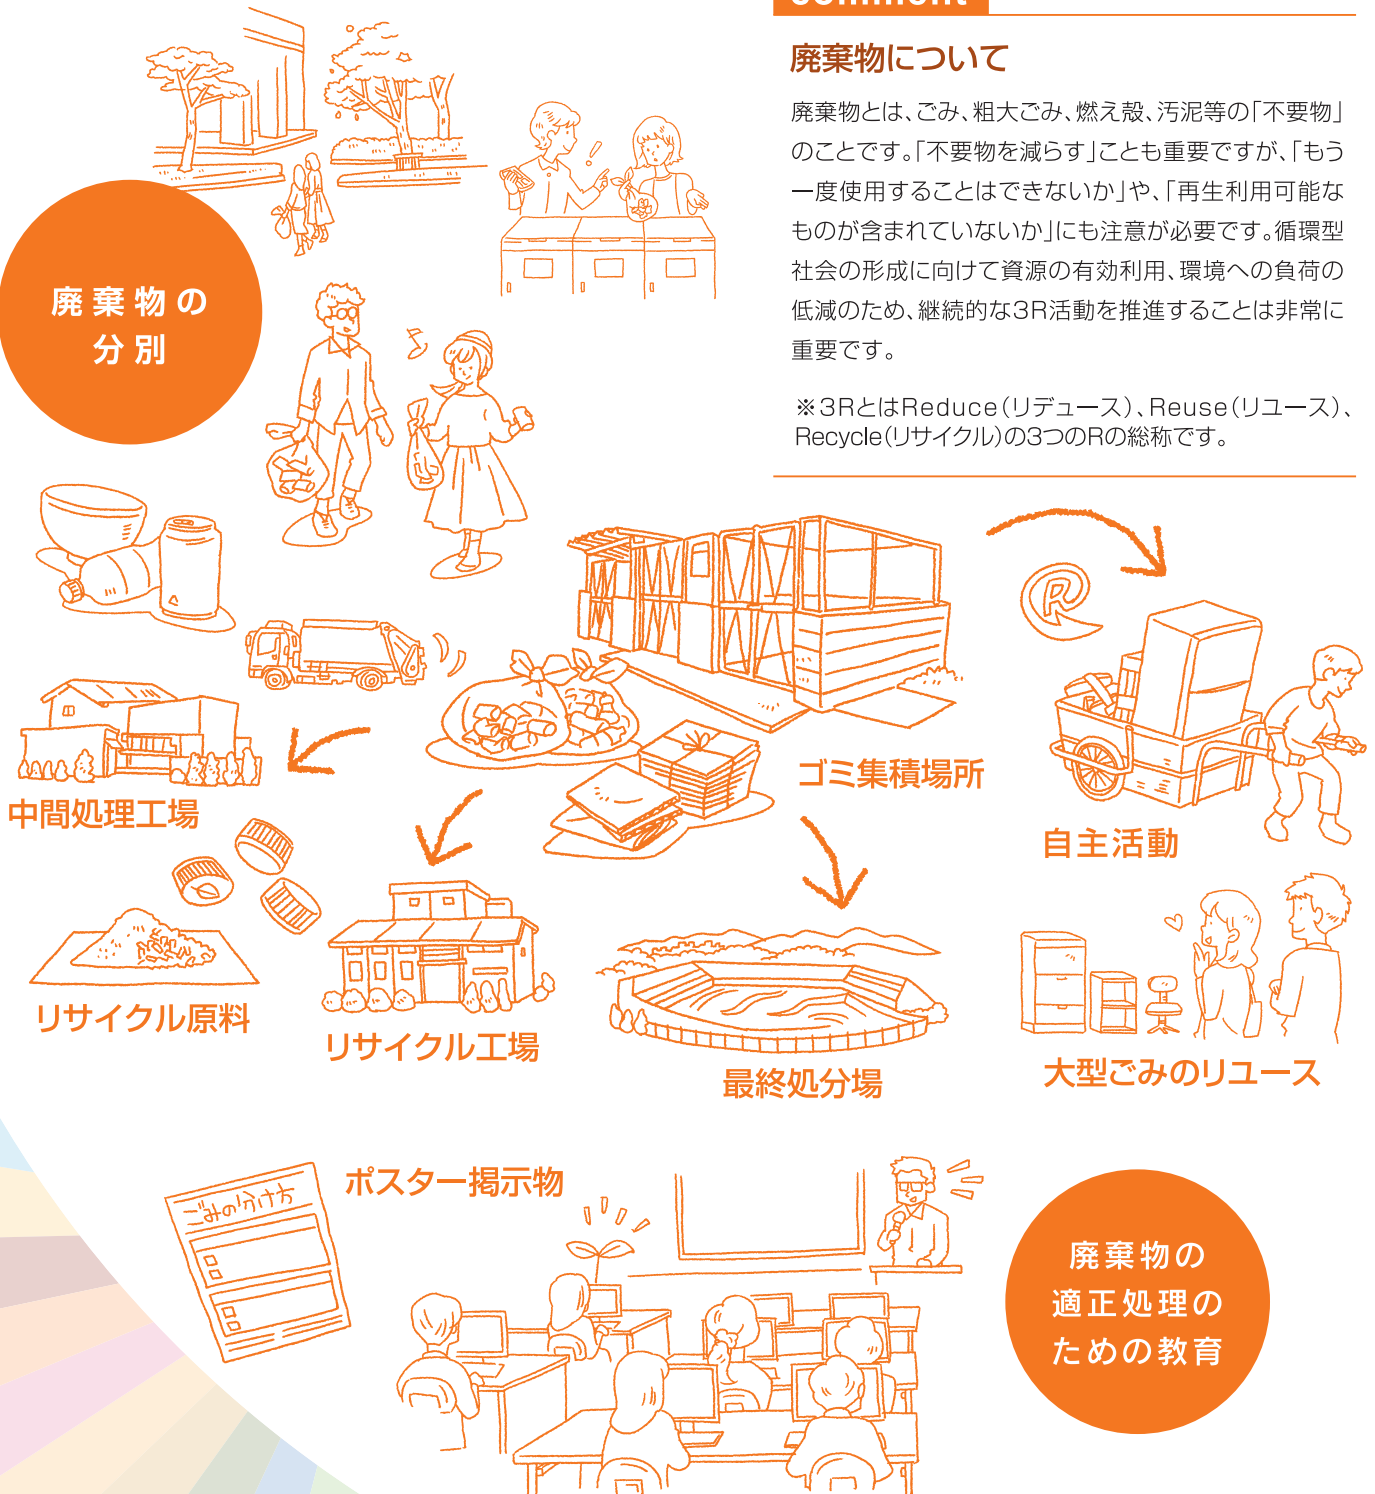 comment
廃棄物について
廃棄物とは、ごみ、粗大ごみ、燃え殻、汚泥等の「不要物」
のことです。「不要物を減らす」ことも重要ですが、「もう
一度使用することはできないか」や、「再生利用可能な
ものが含まれていないか」にも注意が必要です。循環型
社会の形成に向けて資源の有効利用、環境への負荷の
低減のため、継続的な3R活動を推進することは非常に
重要です。
※3RとはReduce(リデュース)、Reuse(リユース)、
Recycle(リサイクル)の3つのRの総称です。
廃棄物の
分別
R
ゴミ集積場所
中間処理工場
自主活動
リサイクル原料
リサイクル工場
最終処分場
大型ごみのリユース
ポスター掲示物
ごみの分け方
廃棄物の
適正処理の
ための教育